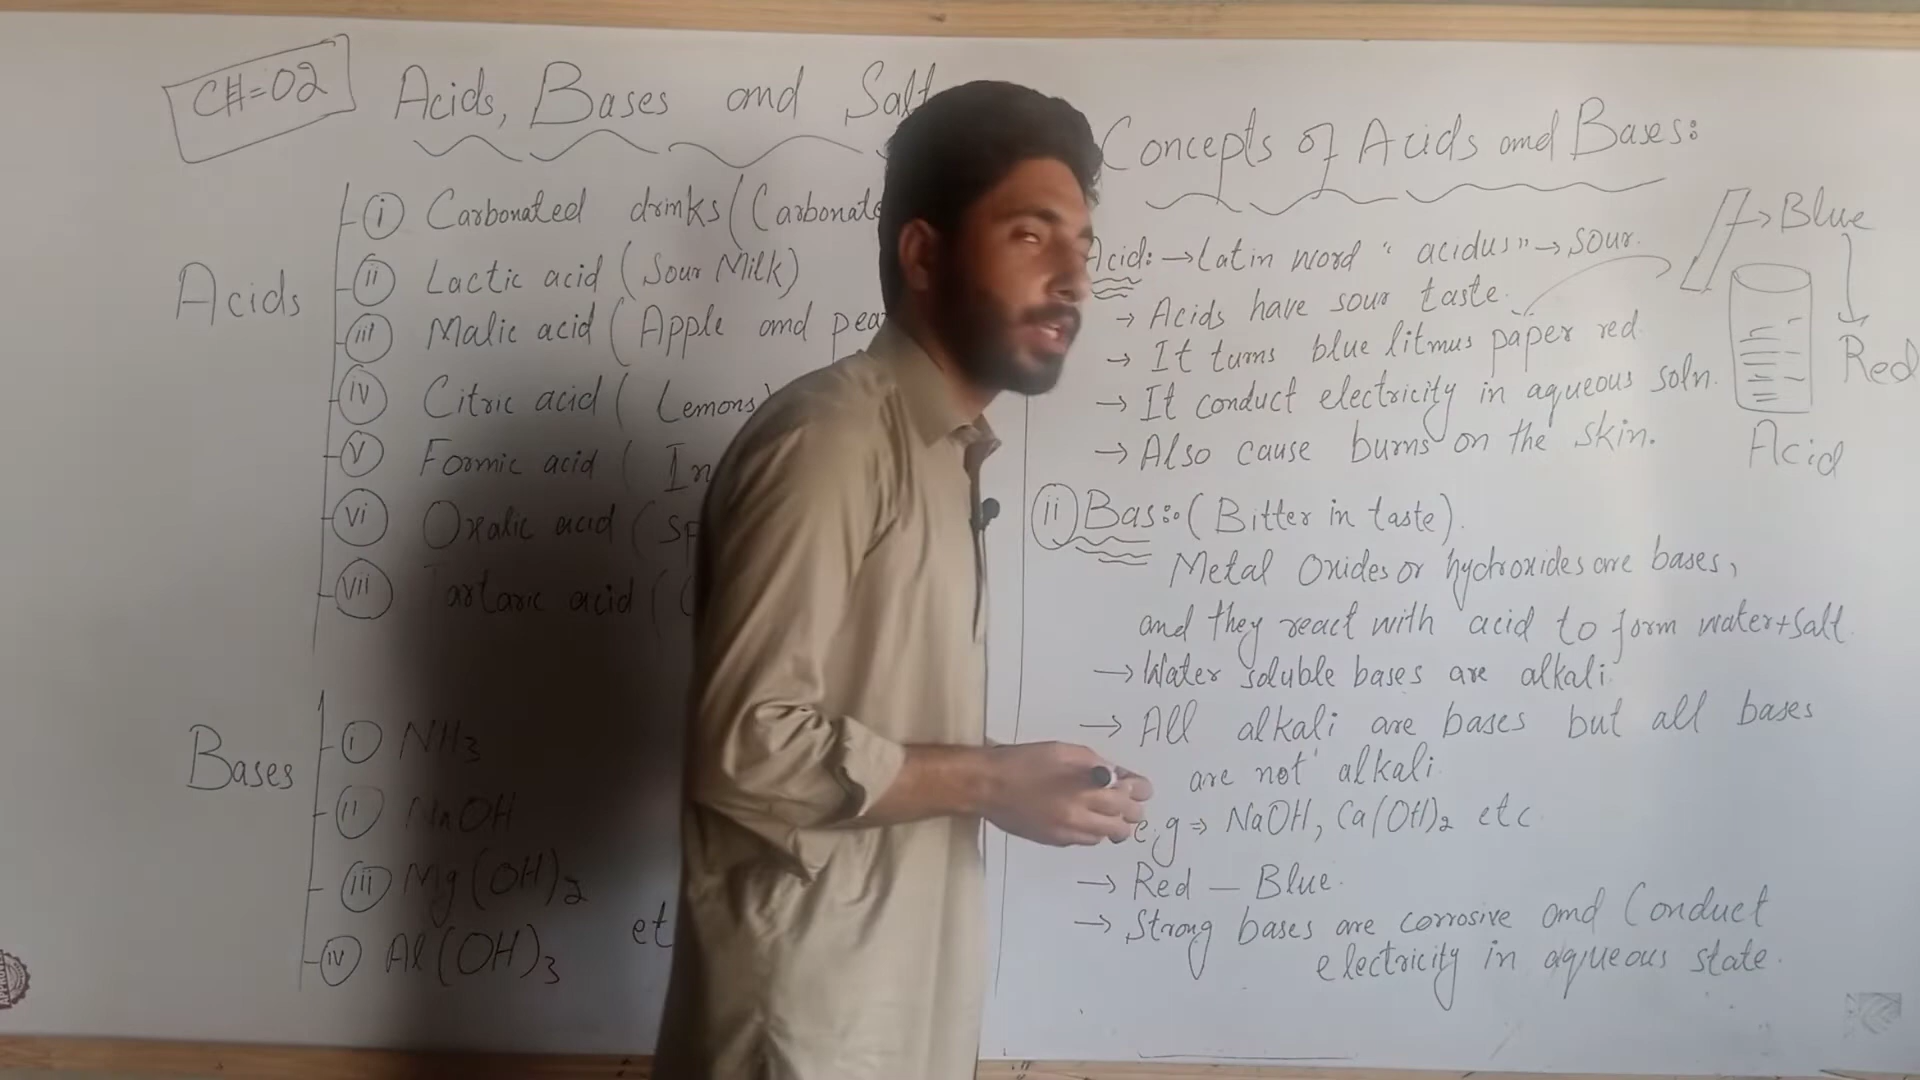 CH=02
Acids, Bases and Salt
Acids
i Carbonated drinks (Carbonate
ii Lactic acid (Sour Milk)
iii Malic acid (Apple and pea
iv Citric acid (Lemons)
v Formic acid ( In
vi Oxalic acid (Sp
vii Tartaric acid (
Bases
i NH3
ii NaOH
iii Mg(OH)2
iv Al(OH)3 et
Concepts of Acids and Bases:
Acid: → Latin word "acidus" → Sour.
→ Acids have sour taste.
→ It turns blue litmus paper red
→ It conduct electricity in aqueous soln.
→ Also cause burns on the skin.
→ Blue
Red
Acid
ii Bas:: (Bitter in taste).
Metal Oxides or hydroxides are bases,
and they react with acid to form water+salt.
→ Water soluble bases are alkali.
→ All alkali are bases but all bases
are not alkali.
e.g ⇒ NaOH, Ca(OH)2 etc
→ Red — Blue.
→ Strong bases are corrosive and Conduct
electricity in aqueous state.